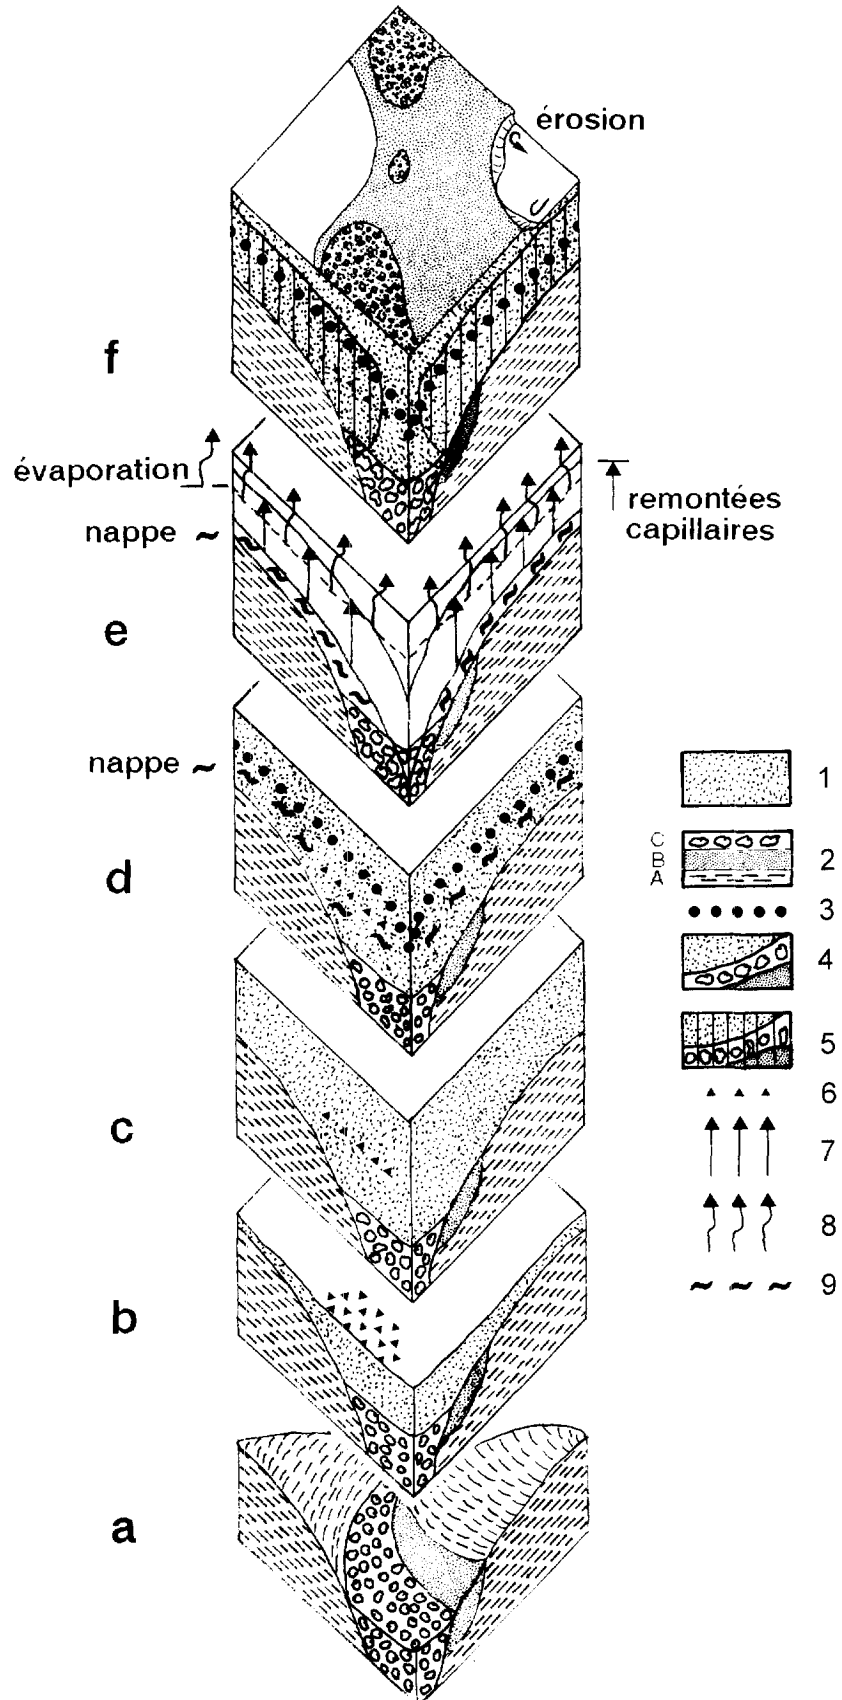 érosion
f
évaporation
remontées
capillaires
nappe
e
nappe
d
1
C
B
A
2
3
4
5
6
7
8
9
c
b
a